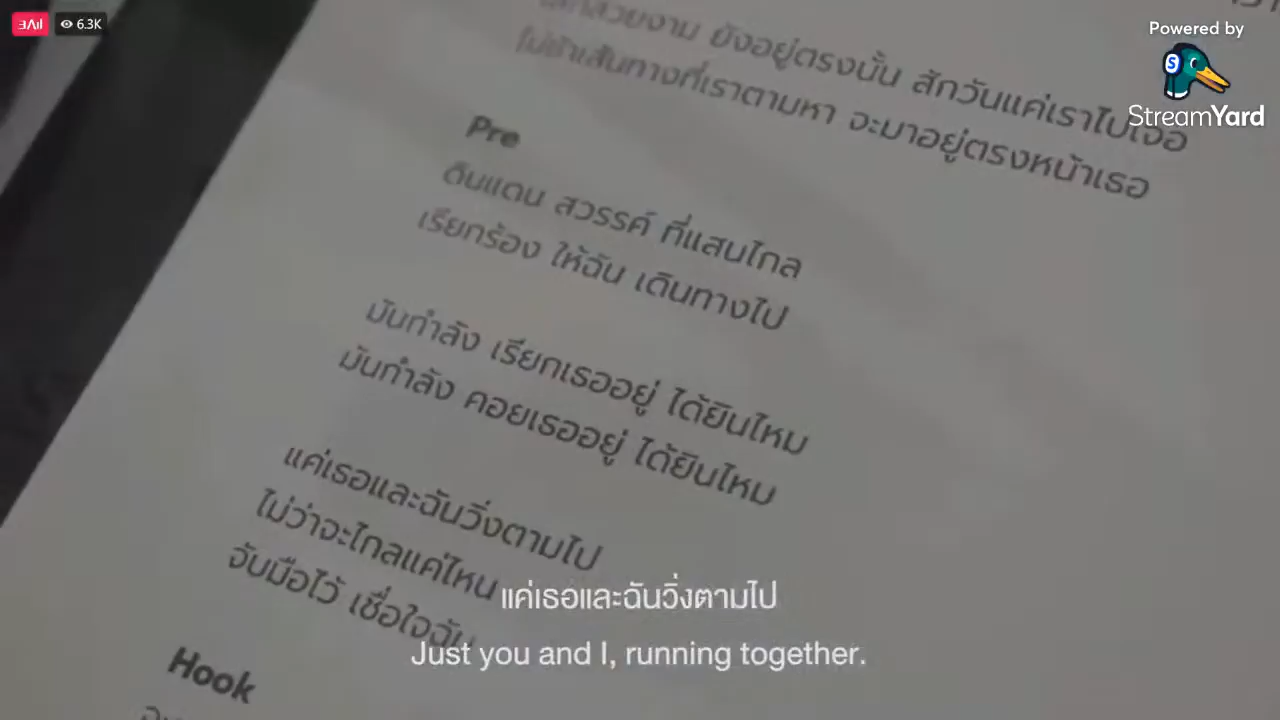 3Λıl 6.3K
Powered by
StreamYard
ยังอยู่ตรงนั้น สักวันแค่เราไปเจอ
เส้นทางที่เราตามหา จะมาอยู่ตรงหน้าเธอ
Pre
ดินแดน สวรรค์ ที่แสนไกล
เรียกร้อง ให้ฉัน เดินทางไป
มันกำลัง เรียกเธออยู่ ได้ยินไหม
มันกำลัง คอยเธออยู่ ได้ยินไหม
แค่เธอและฉันวิ่งตามไป
ไม่ว่าจะไกลแค่ไหน
จับมือไว้ เชื่อใจฉัน
Hook
แค่เธอและฉันวิ่งตามไป
Just you and I, running together.